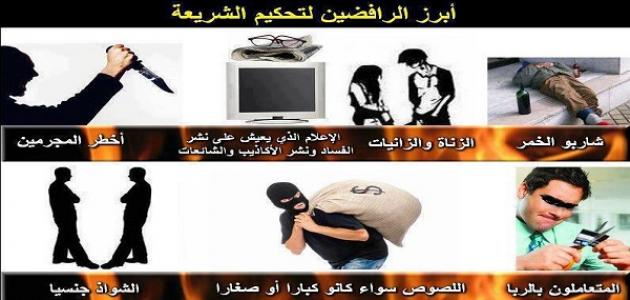 أبرز الرافضين لتحكيم الشريعة
شاربو الخمر
الزناة والزانيات
الإعلام الذي يعيش على نشر
الفساد ونشر الأكاذيب والشائعات
أخطر المجرمين
المتعاملون بالربا
اللصوص سواء كانو كبارا أو صغارا
الشواذ جنسيا